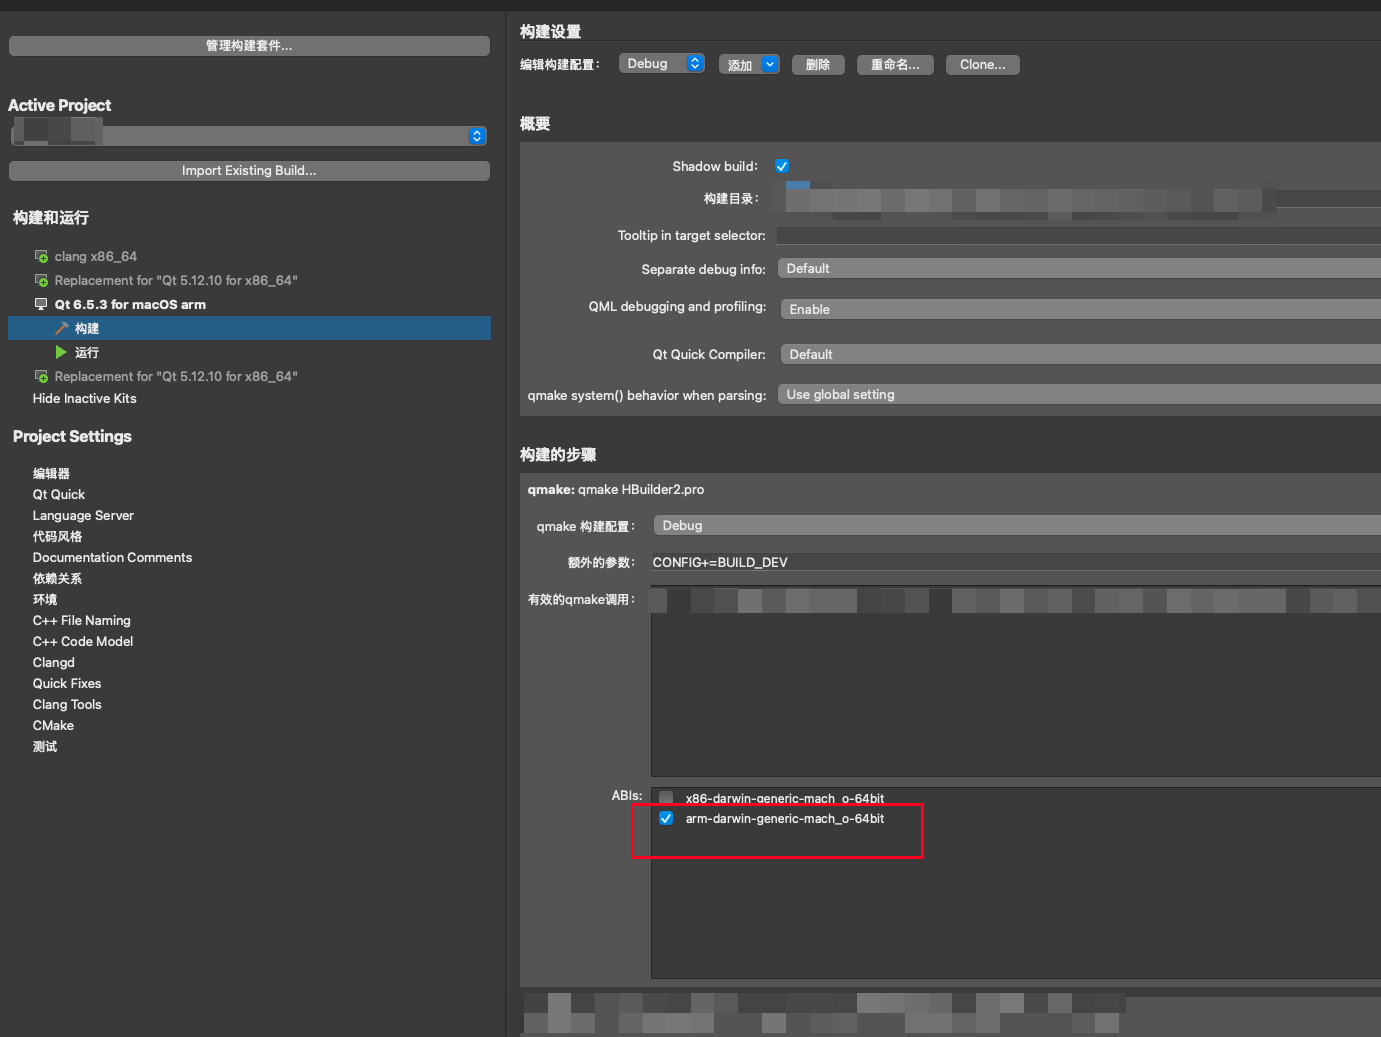 管理构建套件...
Active Project
Import Existing Build...
构建和运行
clang x86_64
Replacement for "Qt 5.12.10 for x86_64"
Qt 6.5.3 for macOS arm
构建
运行
Replacement for "Qt 5.12.10 for x86_64"
Hide Inactive Kits
Project Settings
编辑器
Qt Quick
Language Server
代码风格
Documentation Comments
依赖关系
环境
C++ File Naming
C++ Code Model
Clangd
Quick Fixes
Clang Tools
CMake
测试
构建设置
编辑构建配置： Debug 添加 删除 重命名... Clone...
概要
Shadow build:
构建目录：
Tooltip in target selector:
Separate debug info: Default
QML debugging and profiling: Enable
Qt Quick Compiler: Default
qmake system() behavior when parsing: Use global setting
构建的步骤
qmake: qmake HBuilder2.pro
qmake 构建配置： Debug
额外的参数： CONFIG+=BUILD_DEV
有效的qmake调用：
ABIs: x86-darwin-generic-mach_o-64bit
arm-darwin-generic-mach_o-64bit